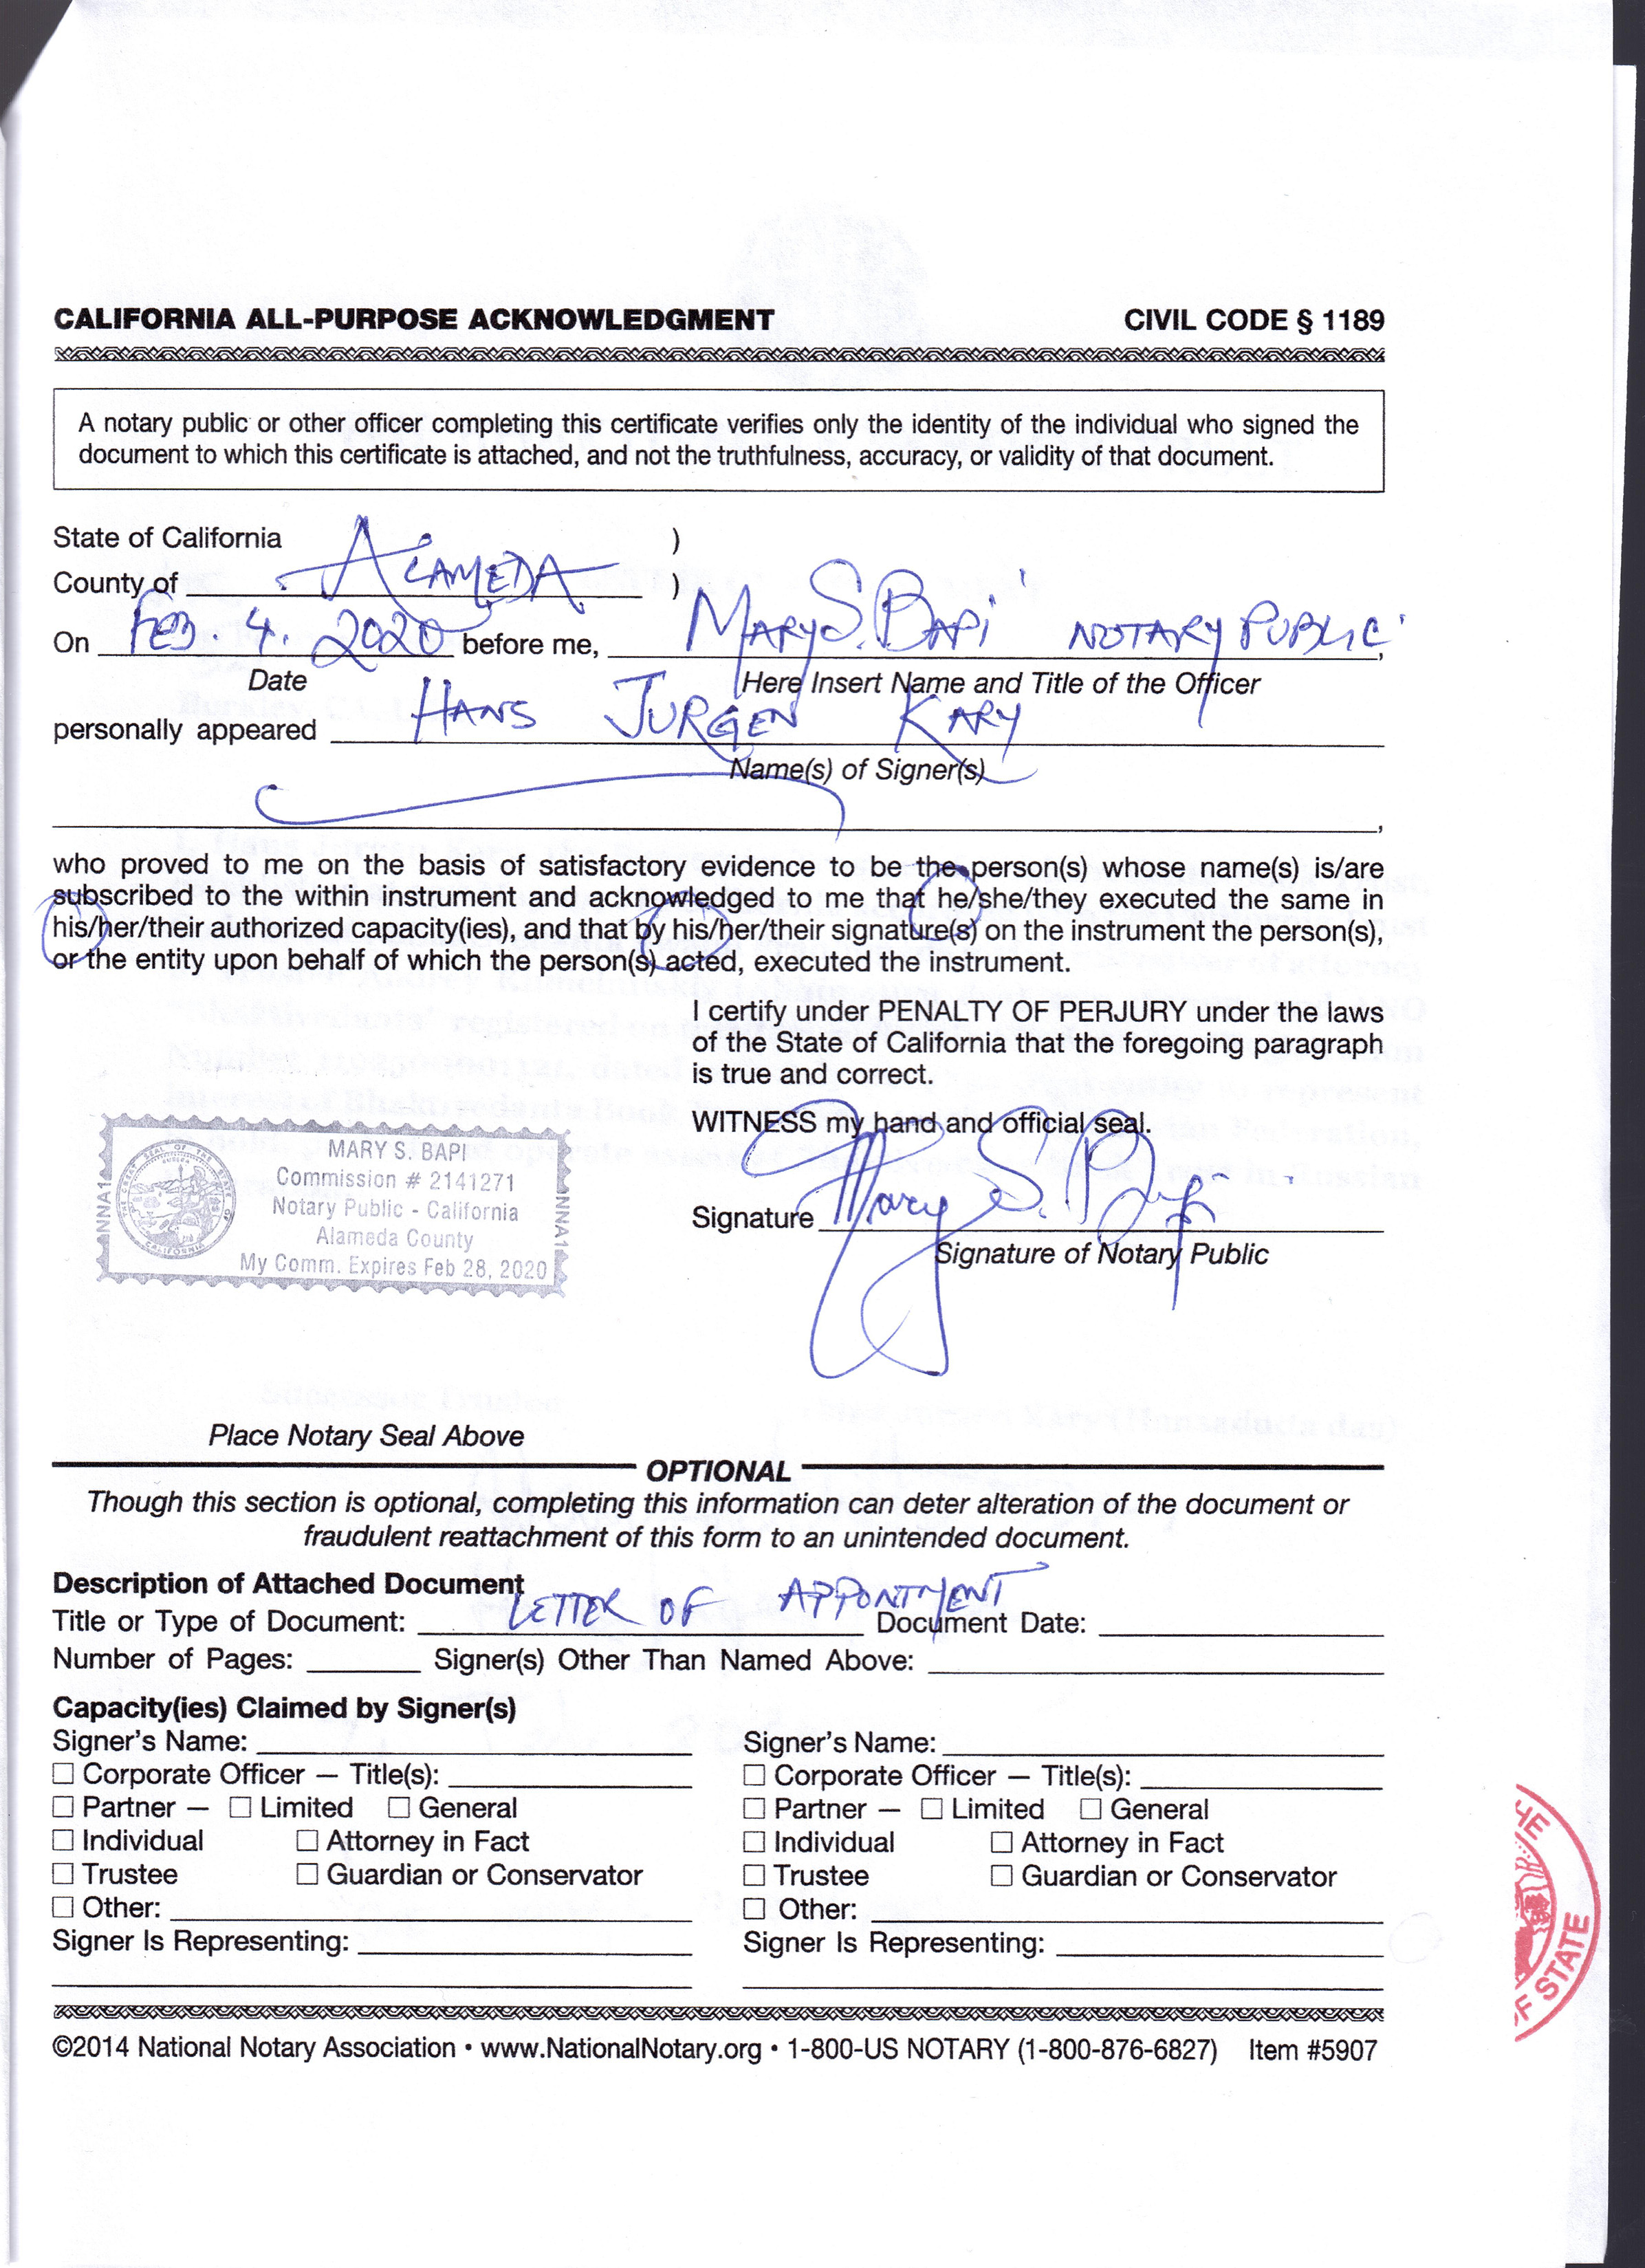 CALIFORNIA ALL-PURPOSE ACKNOWLEDGMENT CIVIL CODE § 1189
A notary public or other officer completing this certificate verifies only the identity of the individual who signed the
document to which this certificate is attached, and not the truthfulness, accuracy, or validity of that document.
State of California )
County of ALAMEDA )
On FEB. 4. 2020 before me, MARY S. BAPI NOTARY PUBLIC,
Date Here Insert Name and Title of the Officer
personally appeared HANS JURGEN KARY
Name(s) of Signer(s)
who proved to me on the basis of satisfactory evidence to be the person(s) whose name(s) is/are
subscribed to the within instrument and acknowledged to me that he/she/they executed the same in
his/her/their authorized capacity(ies), and that by his/her/their signature(s) on the instrument the person(s),
or the entity upon behalf of which the person(s) acted, executed the instrument.
I certify under PENALTY OF PERJURY under the laws
of the State of California that the foregoing paragraph
is true and correct.
WITNESS my hand and official seal.
MARY S. BAPI
Commission # 2141271
Notary Public - California
Alameda County
My Comm. Expires Feb 28, 2020
NNA1
NNA1
Signature Mary S. Bapi
Signature of Notary Public
Place Notary Seal Above
OPTIONAL
Though this section is optional, completing this information can deter alteration of the document or
fraudulent reattachment of this form to an unintended document.
Description of Attached Document
Title or Type of Document: LETTER OF APPONTMENT Document Date:
Number of Pages: Signer(s) Other Than Named Above:
Capacity(ies) Claimed by Signer(s)
Signer's Name: Signer's Name:
☐ Corporate Officer — Title(s): ☐ Corporate Officer — Title(s):
☐ Partner — ☐ Limited ☐ General ☐ Partner — ☐ Limited ☐ General
☐ Individual ☐ Attorney in Fact ☐ Individual ☐ Attorney in Fact
☐ Trustee ☐ Guardian or Conservator ☐ Trustee ☐ Guardian or Conservator
☐ Other: ☐ Other:
Signer Is Representing: Signer Is Representing:
HE
OF STATE
©2014 National Notary Association • www.NationalNotary.org • 1-800-US NOTARY (1-800-876-6827) Item #5907